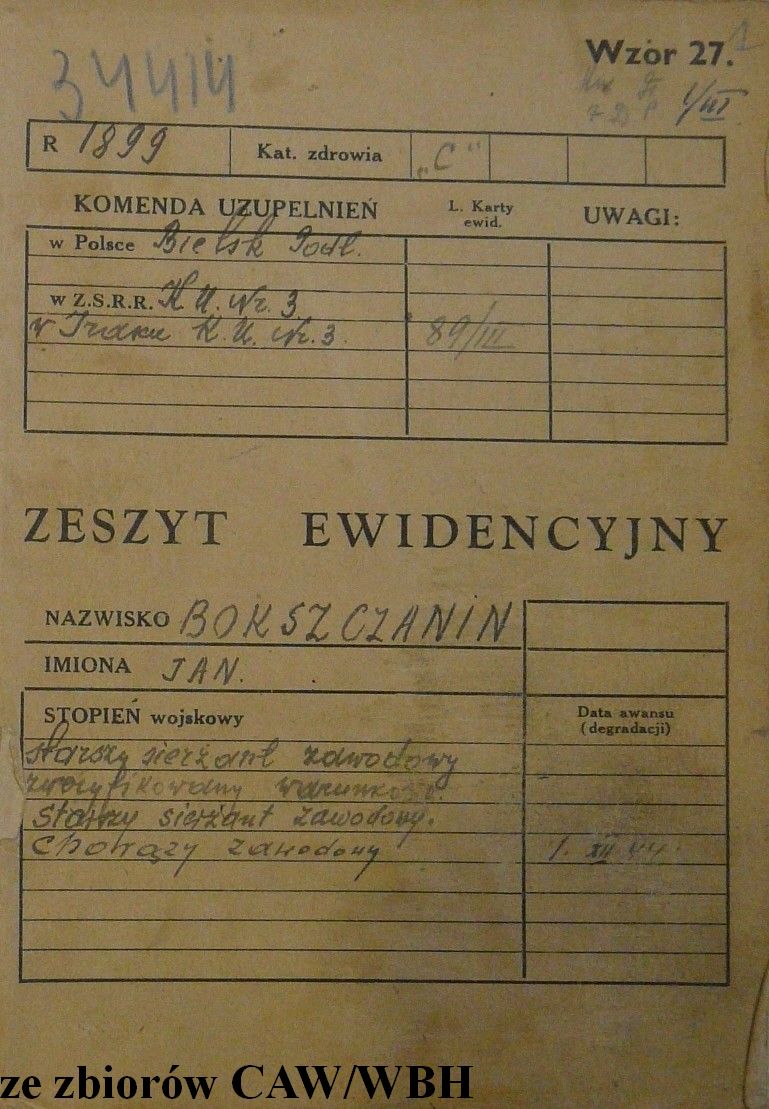 34414
Wzór 27.
1/III
R 1899 Kat. zdrowia „C"
KOMENDA UZUPEŁNIEŃ L. Karty ewid. UWAGI:
w Polsce Bielsk Podl.
w Z.S.R.R. K.U. Nr. 3
w Iraku K.U. Nr. 3. 89/III
ZESZYT EWIDENCYJNY
NAZWISKO BOKSZCZANIN
IMIONA JAN.
STOPIEŃ wojskowy Data awansu (degradacji)
starszy sierżant zawodowy
zweryfikowany warunkowo.
starszy sierżant zawodowy.
Chorąży zawodowy 1. XII 44.
ze zbiorów CAW/WBH